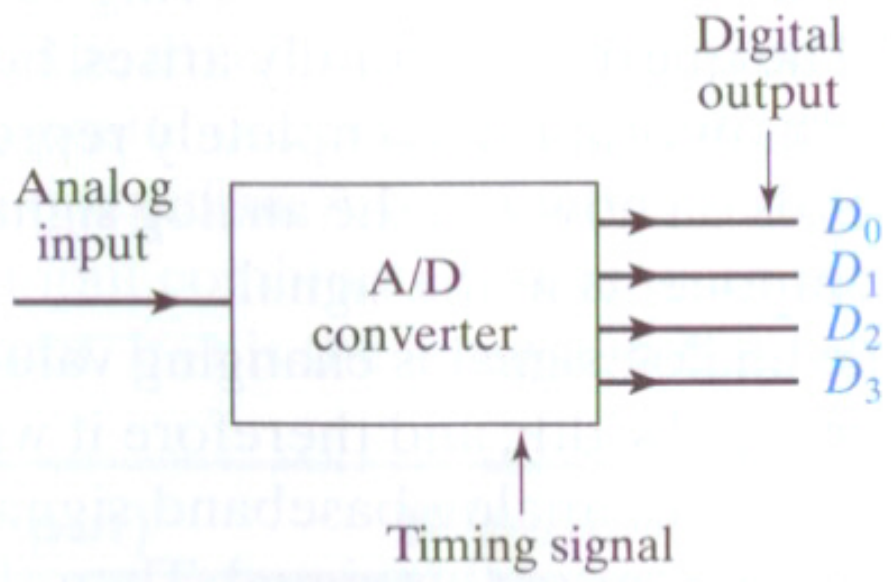 Digital
output
Analog
input
A/D
converter
D0
D1
D2
D3
Timing signal